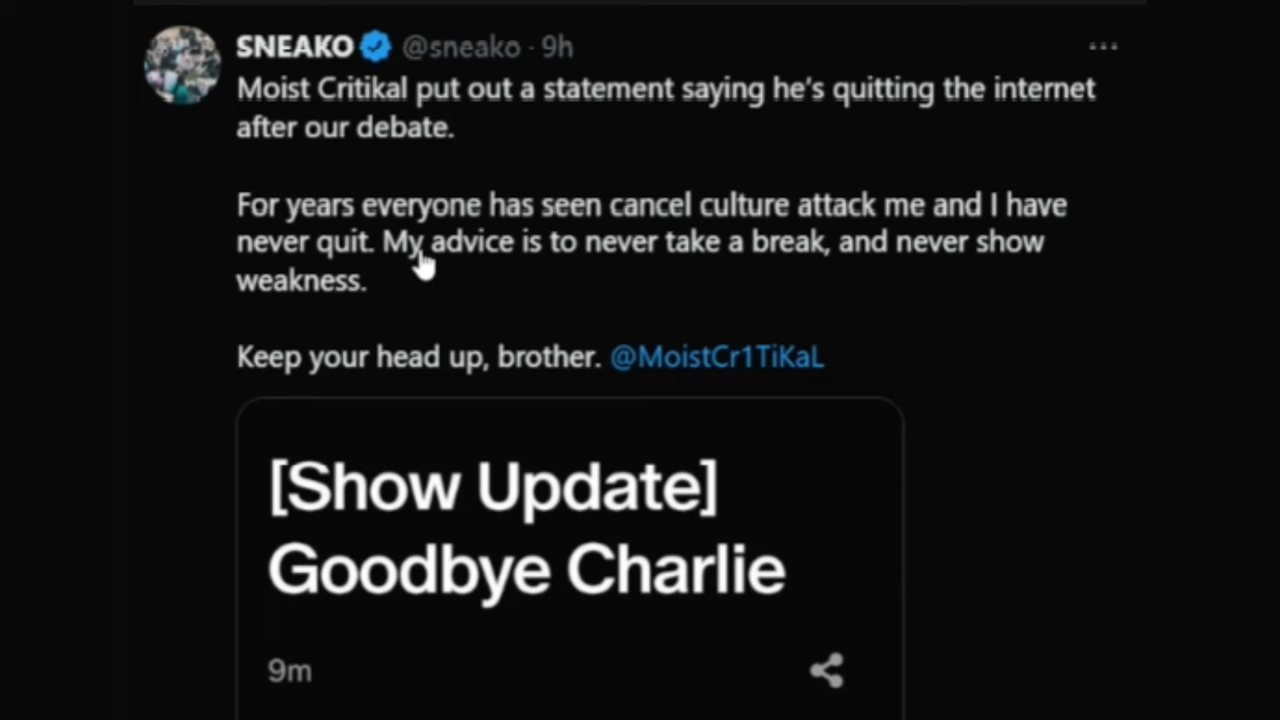 SNEAKO @sneako · 9h
Moist Critikal put out a statement saying he's quitting the internet
after our debate.
For years everyone has seen cancel culture attack me and I have
never quit. My advice is to never take a break, and never show
weakness.
Keep your head up, brother. @MoistCr1TiKaL
[Show Update]
Goodbye Charlie
9m